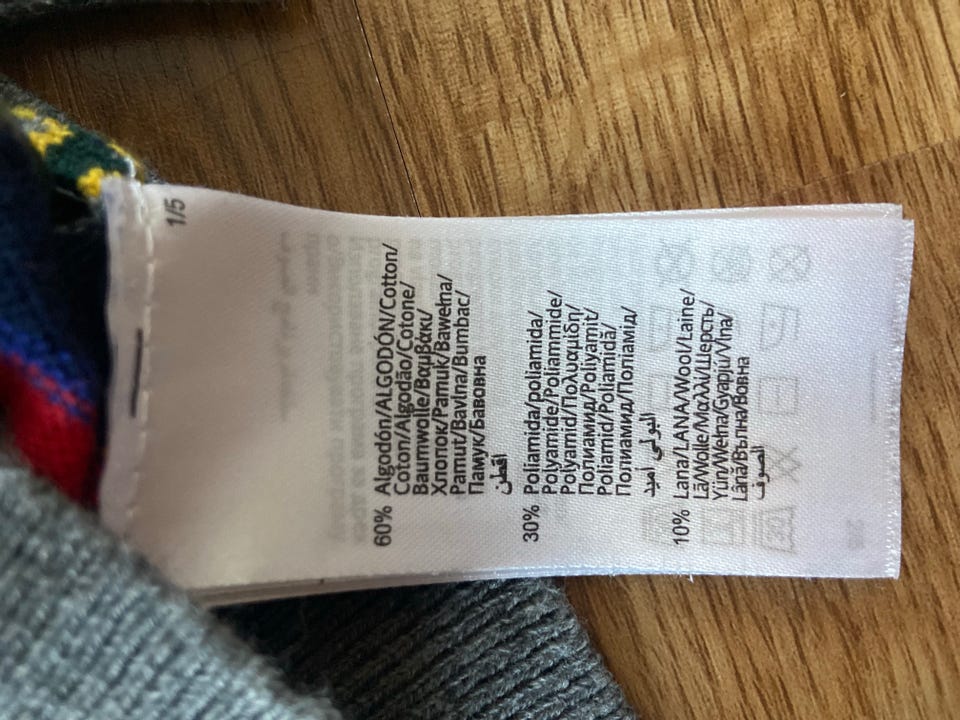 1/5
60% Algodón/ALGODÓN/Cotton/
Coton/Algodão/Cotone/
Baumwolle/Βαμβάκι/
Хлопок/Pamuk/Bawełna/
Pamut/Bavlna/Bumbac/
Памук/Бавовна
اقطن
30% Poliamida/poliamida/
Polyamide/Poliammide/
Polyamid/Πολυαμίδη/
Полиамид/Poliyamit/
Poliamid/Poliamidă/
Полиамид/Поліамід/
البولي أميد
10% Lana/LANA/Wool/Laine/
Lã/Wolle/Μαλλί/Шерсть/
Yün/Wełna/Gyapjú/Vlna/
Lână/Вълна/Вовна
الصوف